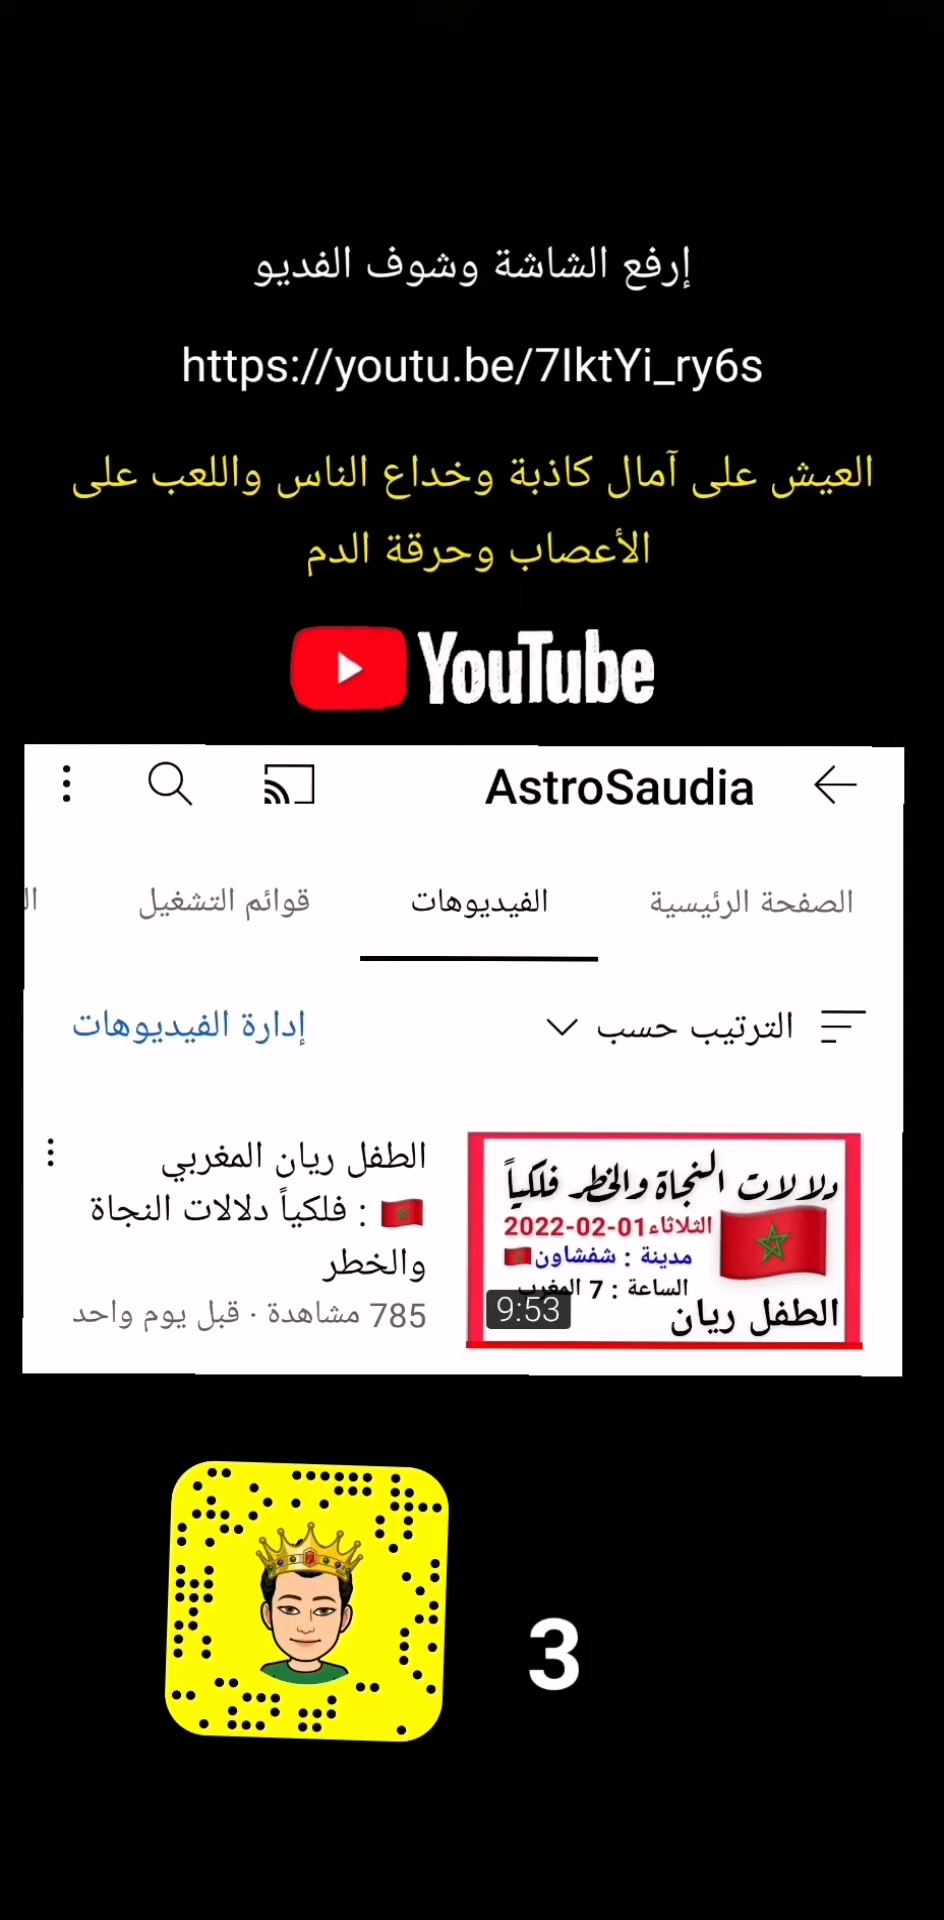 إرفع الشاشة وشوف الفديو
https://youtu.be/7IktYi_ry6s
العيش على آمال كاذبة وخداع الناس واللعب على
الأعصاب وحرقة الدم
YouTube
AstroSaudia
الصفحة الرئيسية
الفيديوهات
قوائم التشغيل
الترتيب حسب
إدارة الفيديوهات
دلالات النجاة والخطر فلكياً
الثلاثاء 01-02-2022
مدينة : شفشاون
الساعة : 7 المغرب
الطفل ريان
9:53
الطفل ريان المغربي
🇲🇦 : فلكياً دلالات النجاة
والخطر
785 مشاهدة · قبل يوم واحد
3